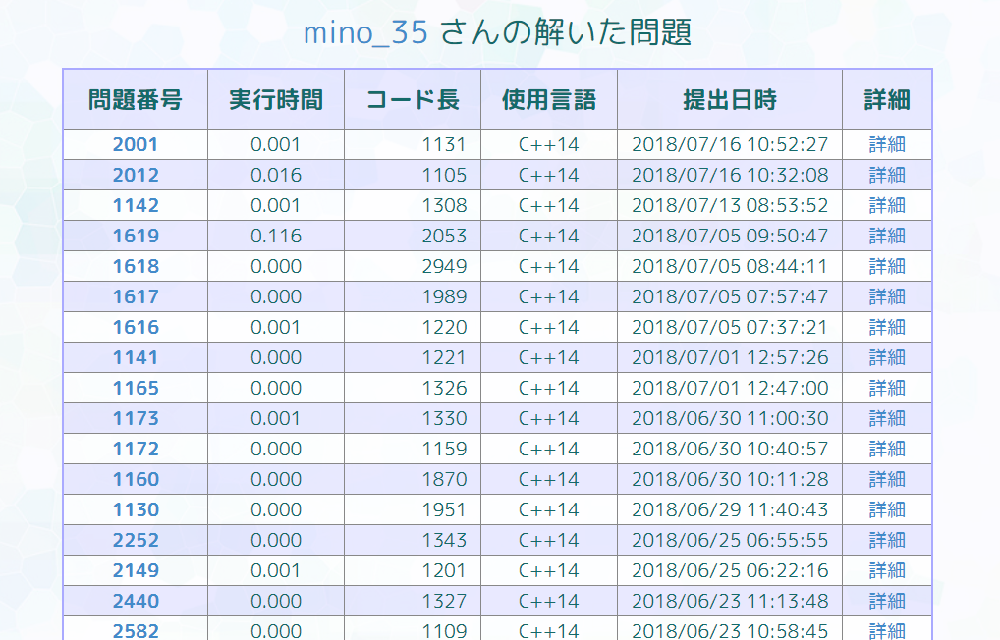 mino_35 さんの解いた問題
問題番号 実行時間 コード長 使用言語 提出日時 詳細
2001 0.001 1131 C++14 2018/07/16 10:52:27 詳細
2012 0.016 1105 C++14 2018/07/16 10:32:08 詳細
1142 0.001 1308 C++14 2018/07/13 08:53:52 詳細
1619 0.116 2053 C++14 2018/07/05 09:50:47 詳細
1618 0.000 2949 C++14 2018/07/05 08:44:11 詳細
1617 0.000 1989 C++14 2018/07/05 07:57:47 詳細
1616 0.001 1220 C++14 2018/07/05 07:37:21 詳細
1141 0.000 1221 C++14 2018/07/01 12:57:26 詳細
1165 0.000 1326 C++14 2018/07/01 12:47:00 詳細
1173 0.001 1330 C++14 2018/06/30 11:00:30 詳細
1172 0.000 1159 C++14 2018/06/30 10:40:57 詳細
1160 0.000 1870 C++14 2018/06/30 10:11:28 詳細
1130 0.000 1951 C++14 2018/06/29 11:40:43 詳細
2252 0.000 1343 C++14 2018/06/25 06:55:55 詳細
2149 0.001 1201 C++14 2018/06/25 06:22:16 詳細
2440 0.000 1327 C++14 2018/06/23 11:13:48 詳細
2582 0.000 1109 C++14 2018/06/23 10:58:45 詳細